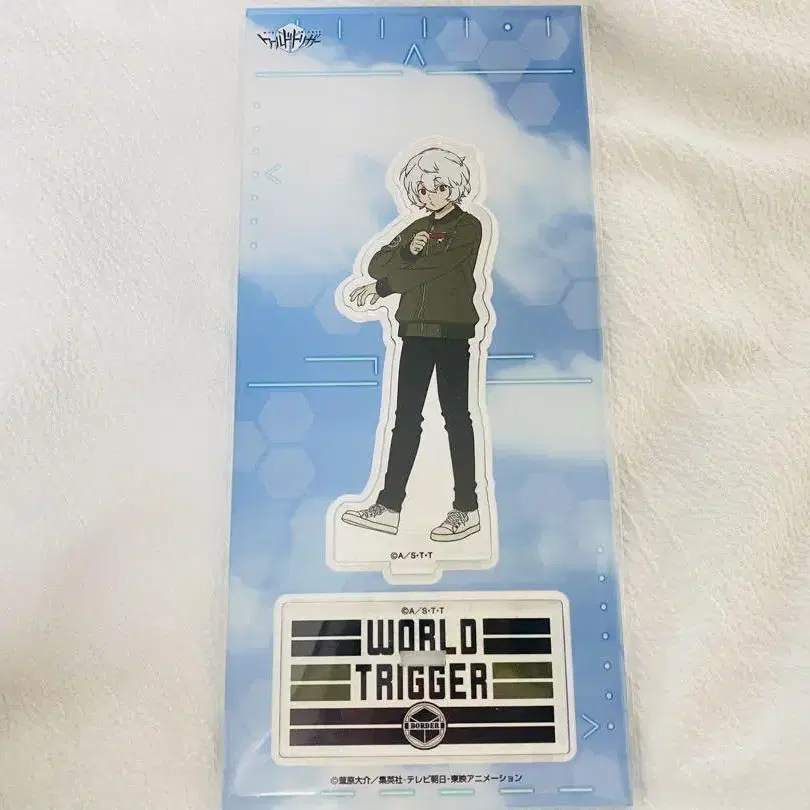 ワールドトリガー
©A/S・T・T
©A/S・T・T
WORLD
TRIGGER
BORDER
©葦原大介/集英社・テレビ朝日・東映アニメーション